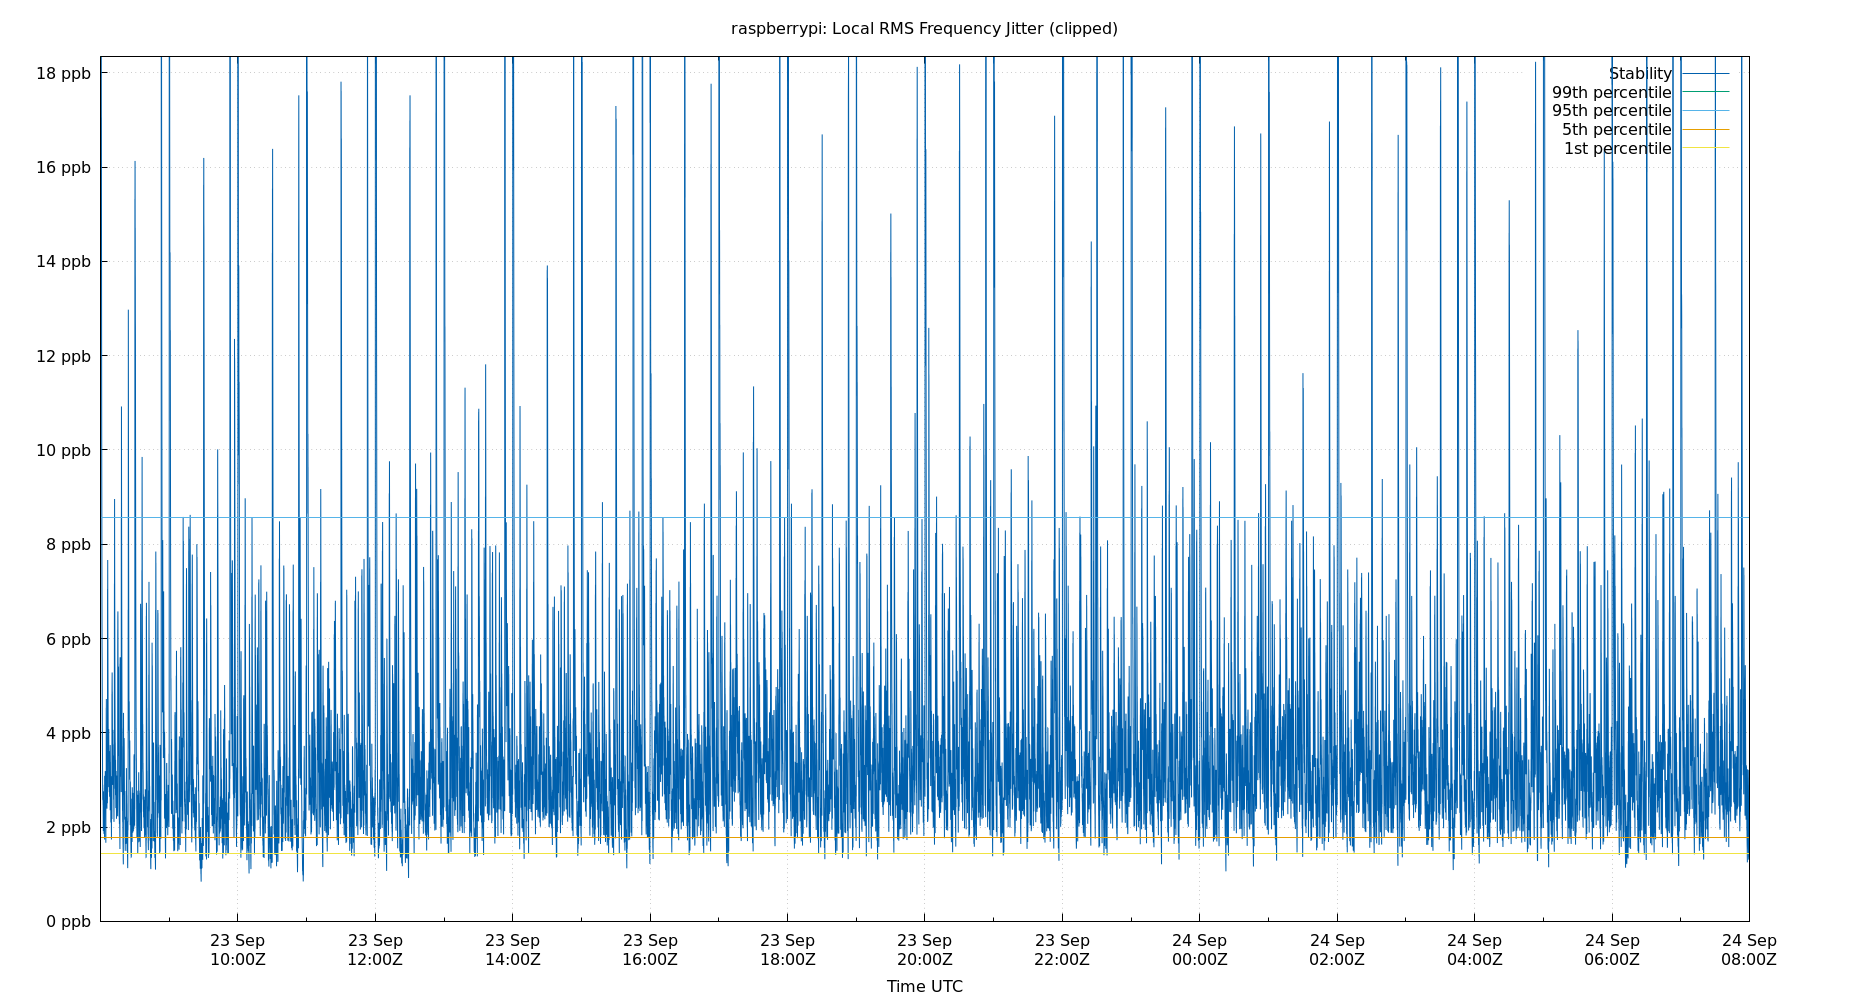 raspberrypi: Local RMS Frequency Jitter (clipped)
18 ppb
16 ppb
14 ppb
12 ppb
10 ppb
8 ppb
6 ppb
4 ppb
2 ppb
0 ppb
Stability
99th percentile
95th percentile
5th percentile
1st percentile
23 Sep 23 Sep 23 Sep 23 Sep 23 Sep 23 Sep 23 Sep 24 Sep 24 Sep 24 Sep 24 Sep 24 Sep
10:00Z 12:00Z 14:00Z 16:00Z 18:00Z 20:00Z 22:00Z 00:00Z 02:00Z 04:00Z 06:00Z 08:00Z
Time UTC